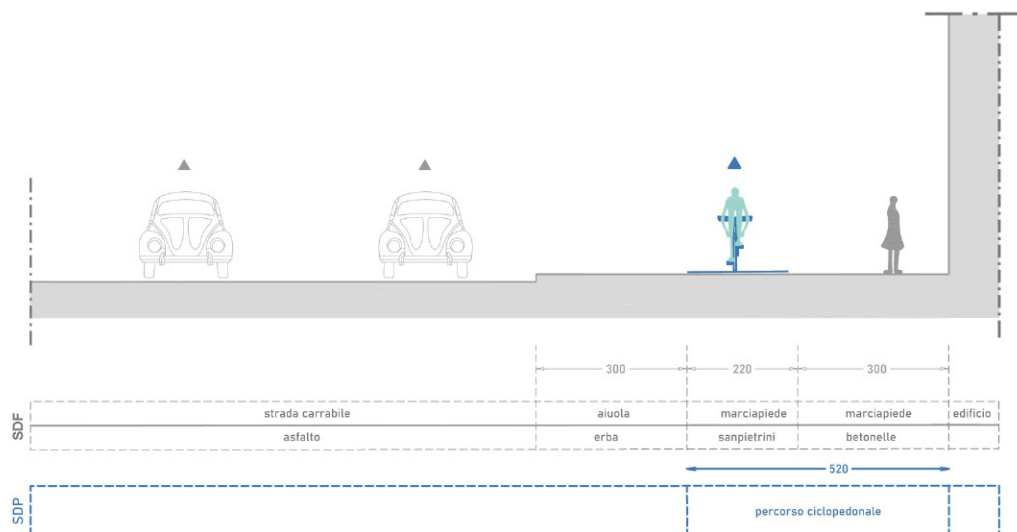 300 220 300
SDF
strada carrabile aiuola marciapiede marciapiede edificio
asfalto erba sanpietrini betonelle
520
SDP
percorso ciclopedonale